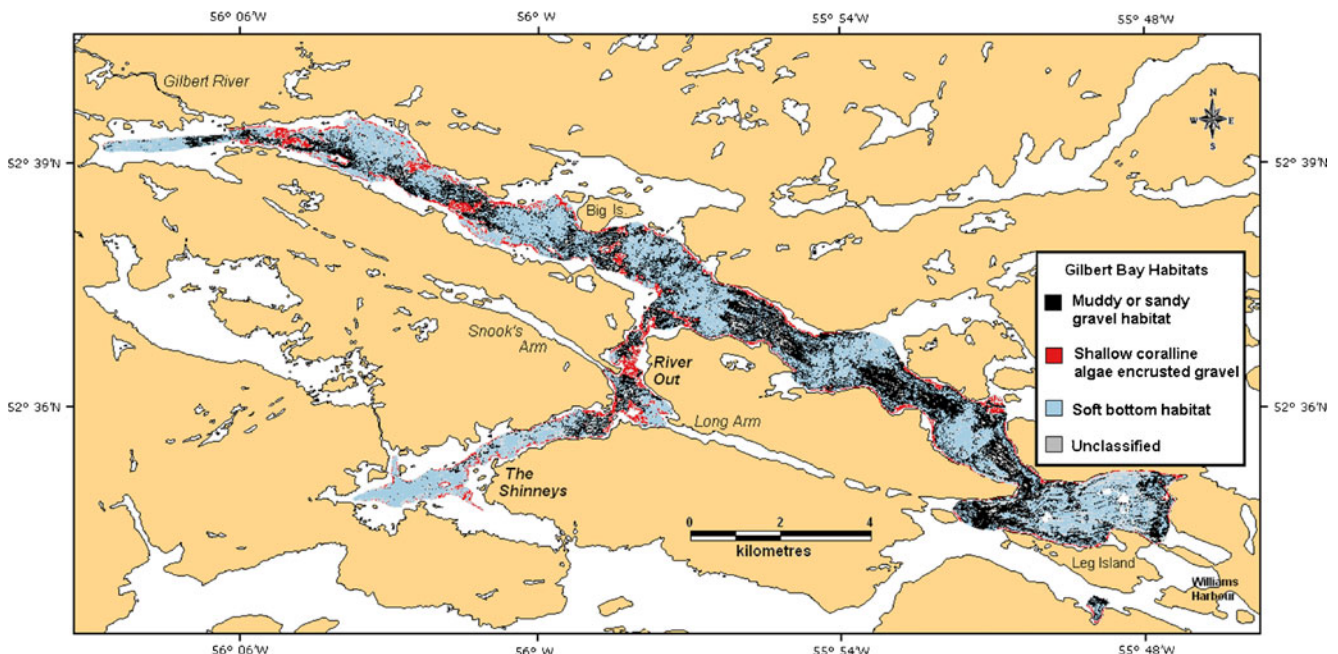 56° 06'W
56° W
55° 54'W
55° 48'W
Gilbert River
N
W
E
S
52° 39'N
52° 39'N
Big Is.
Gilbert Bay Habitats
Muddy or sandy
gravel habitat
Shallow coralline
algae encrusted gravel
Soft bottom habitat
Unclassified
Snook's
Arm
River
Out
52° 36'N
52° 36'N
Long Arm
The
Shinneys
0
2
4
kilometres
Leg Island
Williams
Harbour
56° 06'W
56° W
55° 54'W
55° 48'W